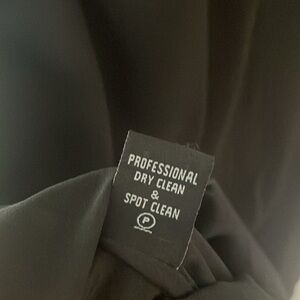 PROFESSIONAL
DRY CLEAN
&
SPOT CLEAN
P